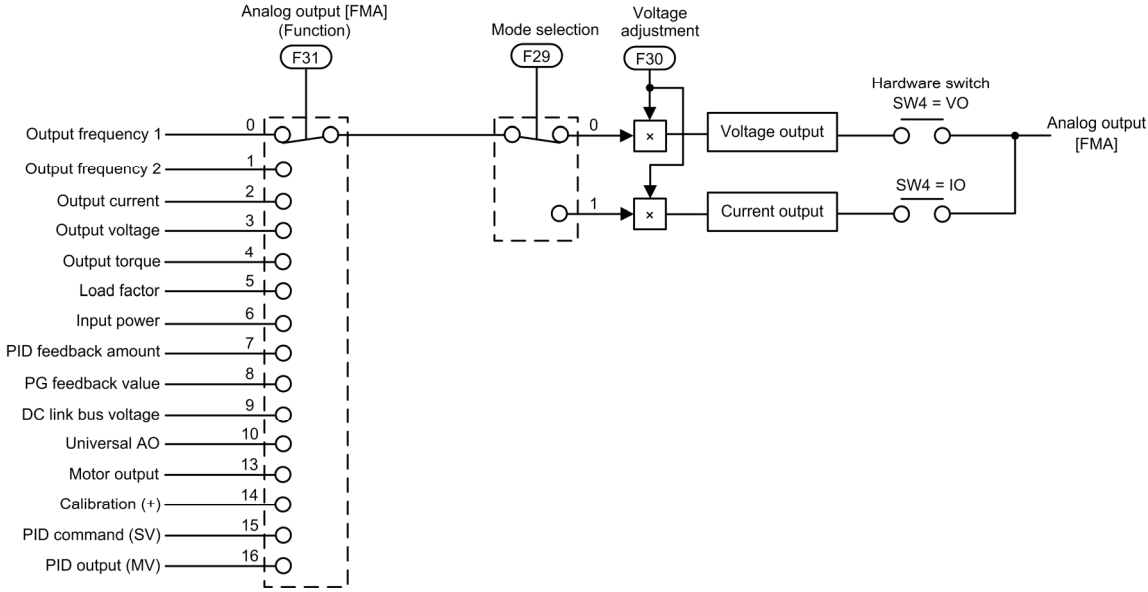 Analog output [FMA]
(Function)
F31
Mode selection
F29
Voltage
adjustment
F30
Hardware switch
SW4 = VO
Output frequency 1
0
0
×
Voltage output
Analog output
[FMA]
Output frequency 2
1
Output current
2
1
×
Current output
SW4 = IO
Output voltage
3
Output torque
4
Load factor
5
Input power
6
PID feedback amount
7
PG feedback value
8
DC link bus voltage
9
Universal AO
10
Motor output
13
Calibration (+)
14
PID command (SV)
15
PID output (MV)
16